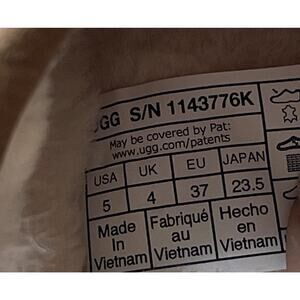 UGG S/N 1143776K
May be covered by Pat:
www.ugg.com/patents
USA UK EU JAPAN
5 4 37 23.5
Made In Vietnam
Fabriqué au Vietnam
Hecho en Vietnam